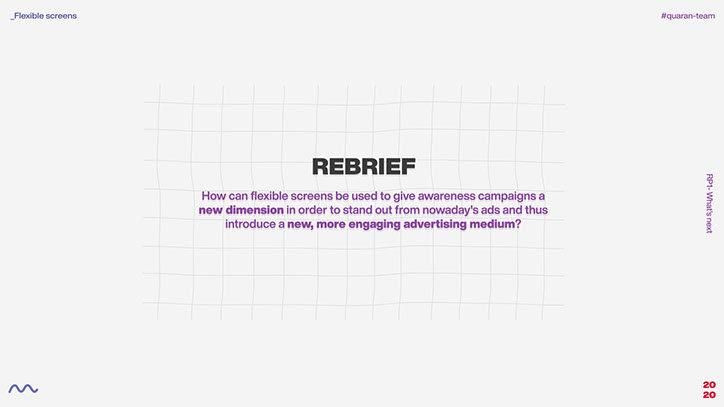 _Flexible screens
#quaran-team
REBRIEF
How can flexible screens be used to give awareness campaigns a
new dimension in order to stand out from nowaday's ads and thus
introduce a new, more engaging advertising medium?
RP1- What's next
20
20